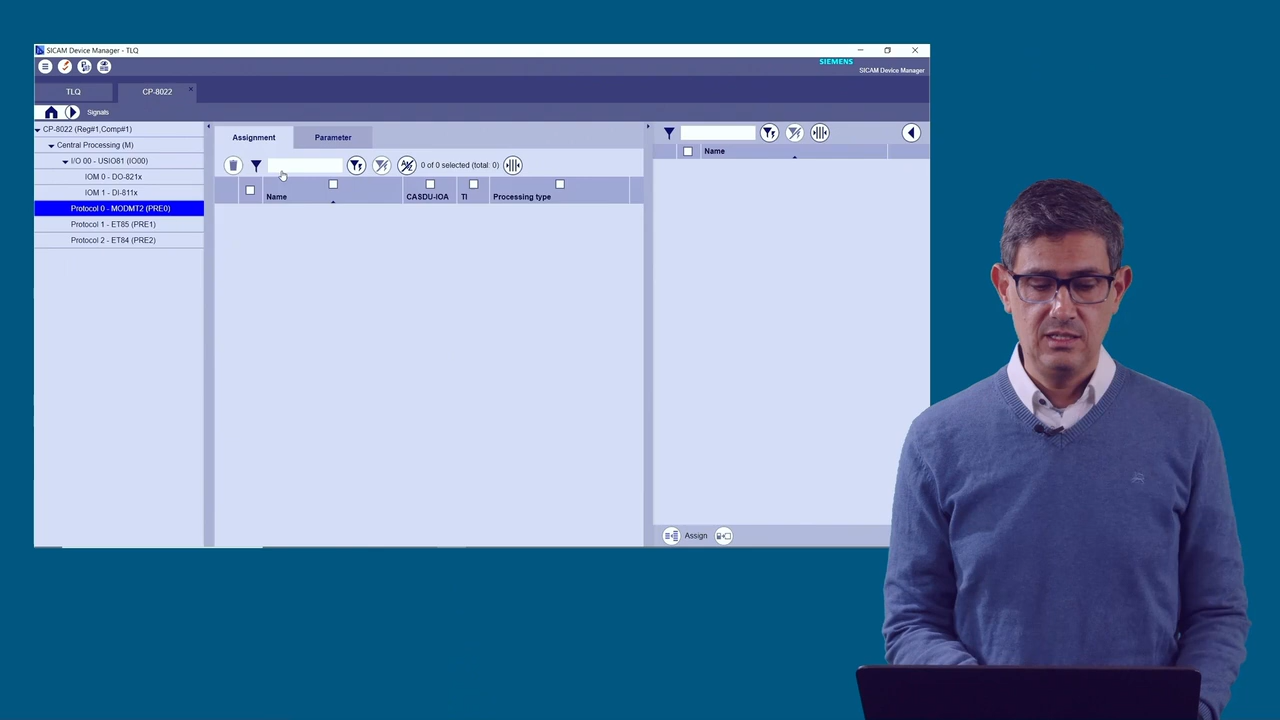 SICAM Device Manager - TLQ
SIEMENS
SICAM Device Manager
TLQ
CP-8022
Signals
CP-8022 (Reg#1,Comp#1)
Central Processing (M)
I/O 00 - USIO81 (IO00)
IOM 0 - DO-821x
IOM 1 - DI-811x
Protocol 0 - MODMT2 (PRE0)
Protocol 1 - ET85 (PRE1)
Protocol 2 - ET84 (PRE2)
Assignment
Parameter
0 of 0 selected (total: 0)
Name
CASDU-IOA
TI
Processing type
Name
Assign